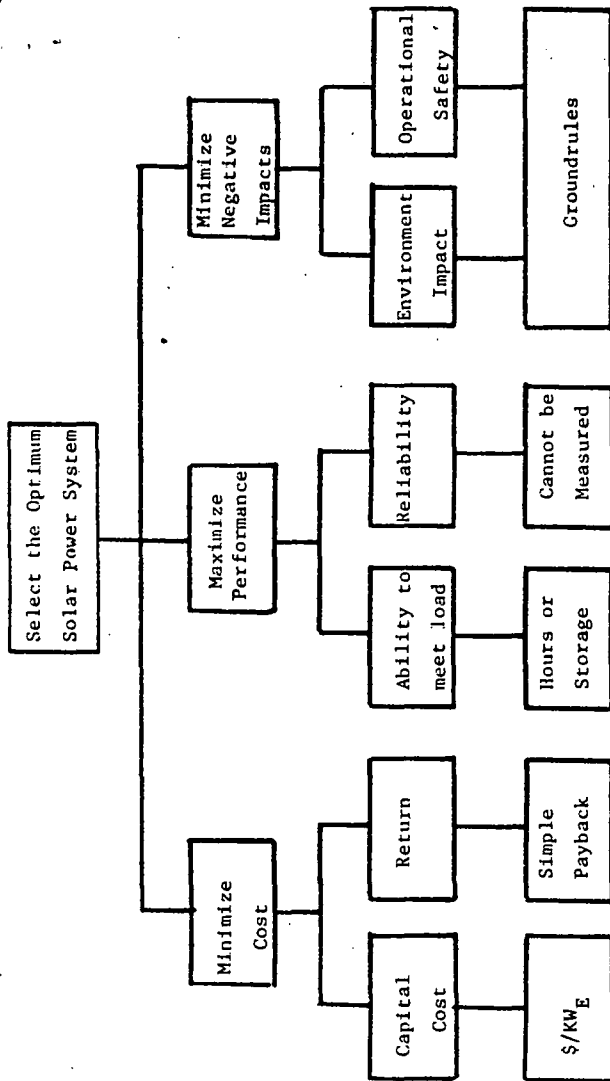 Select the Optimum
Solar Power System
Minimize
Cost
Maximize
Performance
Minimize
Negative
Impacts
Capital
Cost
Return
Ability to
meet load
Reliability
Environment
Impact
Operational
Safety
$/KWE
Simple
Payback
Hours or
Storage
Cannot be
Measured
Groundrules